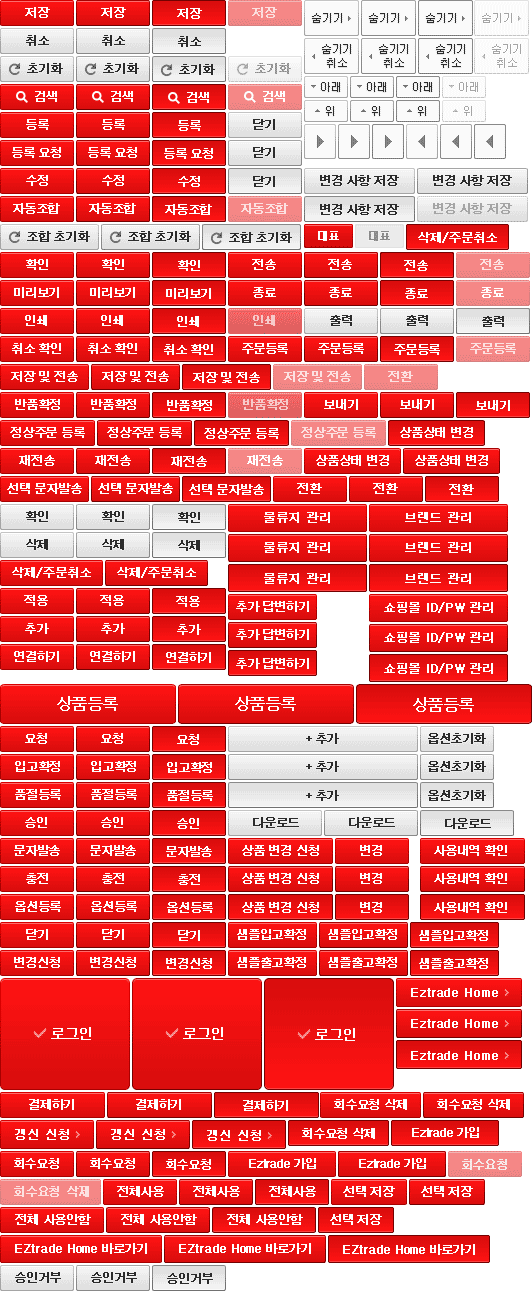 저장 저장 저장 저장 숨기기 숨기기 숨기기 숨기기
취소 취소 취소 숨기기 취소 숨기기 취소 숨기기 취소 숨기기 취소
초기화 초기화 초기화 초기화 아래 아래 아래 아래
검색 검색 검색 검색 위 위 위 위
등록 등록 등록 닫기
등록 요청 등록 요청 등록 요청 닫기
수정 수정 수정 닫기 변경 사항 저장 변경 사항 저장
자동조합 자동조합 자동조합 자동조합 변경 사항 저장 변경 사항 저장
조합 초기화 조합 초기화 조합 초기화 대표 대표 삭제/주문취소
확인 확인 확인 전송 전송 전송 전송
미리보기 미리보기 미리보기 종료 종료 종료 종료
인쇄 인쇄 인쇄 인쇄 출력 출력 출력
취소 확인 취소 확인 취소 확인 주문등록 주문등록 주문등록 주문등록
저장 및 전송 저장 및 전송 저장 및 전송 저장 및 전송 전환
반품확정 반품확정 반품확정 반품확정 보내기 보내기 보내기
정상주문 등록 정상주문 등록 정상주문 등록 정상주문 등록 상품상태 변경
재전송 재전송 재전송 재전송 상품상태 변경 상품상태 변경
선택 문자발송 선택 문자발송 선택 문자발송 전환 전환 전환
확인 확인 확인 물류지 관리 브랜드 관리
삭제 삭제 삭제 물류지 관리 브랜드 관리
삭제/주문취소 삭제/주문취소 물류지 관리 브랜드 관리
적용 적용 적용 추가 답변하기 쇼핑몰 ID/PW 관리
추가 추가 추가 추가 답변하기 쇼핑몰 ID/PW 관리
연결하기 연결하기 연결하기 추가 답변하기 쇼핑몰 ID/PW 관리
상품등록 상품등록 상품등록
요청 요청 요청 + 추가 옵션초기화
입고확정 입고확정 입고확정 + 추가 옵션초기화
품절등록 품절등록 품절등록 + 추가 옵션초기화
승인 승인 승인 다운로드 다운로드 다운로드
문자발송 문자발송 문자발송 상품 변경 신청 변경 사용내역 확인
충전 충전 충전 상품 변경 신청 변경 사용내역 확인
옵션등록 옵션등록 옵션등록 상품 변경 신청 변경 사용내역 확인
닫기 닫기 닫기 샘플입고확정 샘플입고확정 샘플입고확정
변경신청 변경신청 변경신청 샘플출고확정 샘플출고확정 샘플출고확정
로그인 로그인 로그인 Eztrade Home
Eztrade Home
Eztrade Home
결제하기 결제하기 결제하기 회수요청 삭제 회수요청 삭제
갱신 신청 갱신 신청 갱신 신청 회수요청 삭제 Eztrade 가입
회수요청 회수요청 회수요청 Eztrade 가입 Eztrade 가입 회수요청
회수요청 삭제 전체사용 전체사용 전체사용 선택 저장 선택 저장
전체 사용안함 전체 사용안함 전체 사용안함 선택 저장
EZtrade Home 바로가기 EZtrade Home 바로가기 EZtrade Home 바로가기
승인거부 승인거부 승인거부